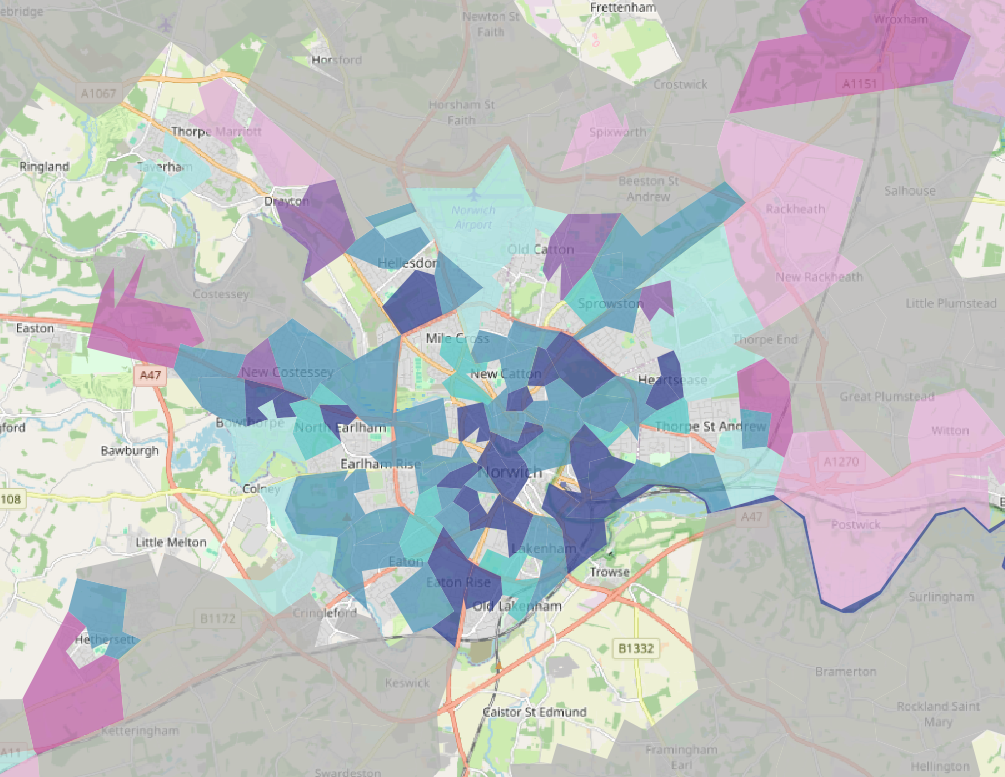 ebridge
Newton St
Faith
Frettenham
Wroxham
Horsford
A1151
Crostwick
A1067
Horsham St
Faith
Thorpe Marriott
Spixworth
Ringland
Taverham
Beeston St
Andrew
Salhouse
Drayton
Norwich
Airport
Rackheath
Old Catton
Hellesdon
New Rackheath
Costessey
Sprowston
Little Plumstead
Easton
Mile Cross
Thorpe End
A47
New Costessey
New Catton
Heartsease
Great Plumstead
gford
Bowthorpe
North Earlham
Thorpe St Andrew
Witton
Bawburgh
Earlham Rise
Norwich
A1270
Colney
108
A47
Postwick
Little Melton
Eaton
Lakenham
Trowse
Eaton Rise
Surlingham
Old Lakenham
Cringleford
B1172
Hethersett
B1332
Keswick
Bramerton
Caistor St Edmund
Rockland Saint
Mary
Ketteringham
A11
Framingham
Earl
Swardeston
Hellington